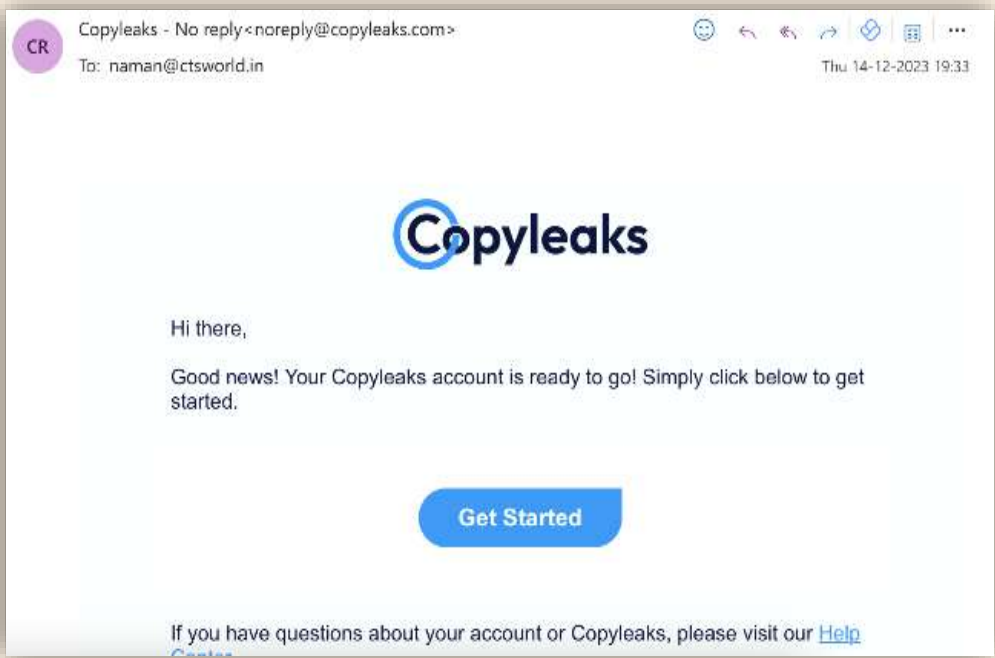 CR
Copyleaks - No reply<noreply@copyleaks.com>
To: naman@ctsworld.in
Thu 14-12-2023 19:33
Copyleaks
Hi there,
Good news! Your Copyleaks account is ready to go! Simply click below to get
started.
Get Started
If you have questions about your account or Copyleaks, please visit our Help
Center